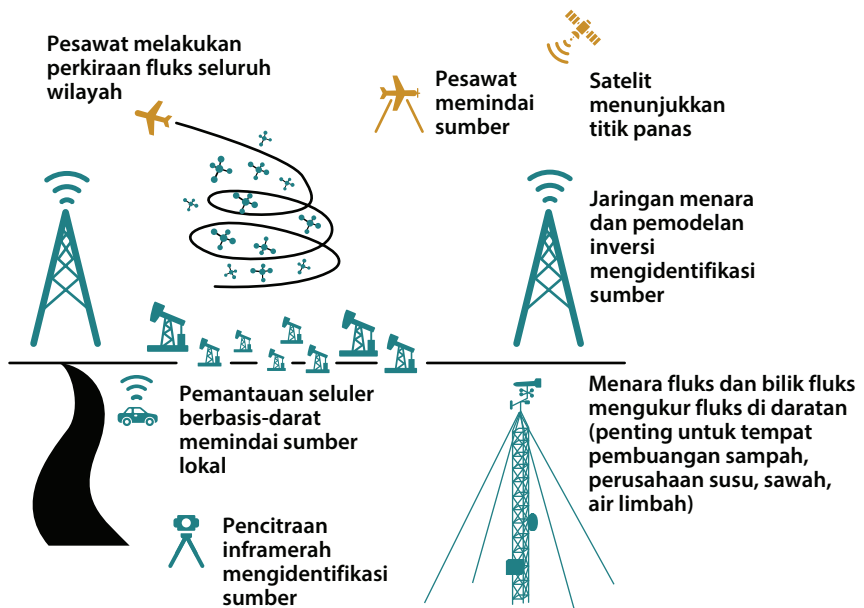 Pesawat melakukan
perkiraan fluks seluruh
wilayah
Pesawat
memindai
sumber
Satelit
menunjukkan
titik panas
Jaringan menara
dan pemodelan
inversi
mengidentifikasi
sumber
Pemantauan seluler
berbasis-darat
memindai sumber
lokal
Menara fluks dan bilik fluks
mengukur fluks di daratan
(penting untuk tempat
pembuangan sampah,
perusahaan susu, sawah,
air limbah)
Pencitraan
inframerah
mengidentifikasi
sumber